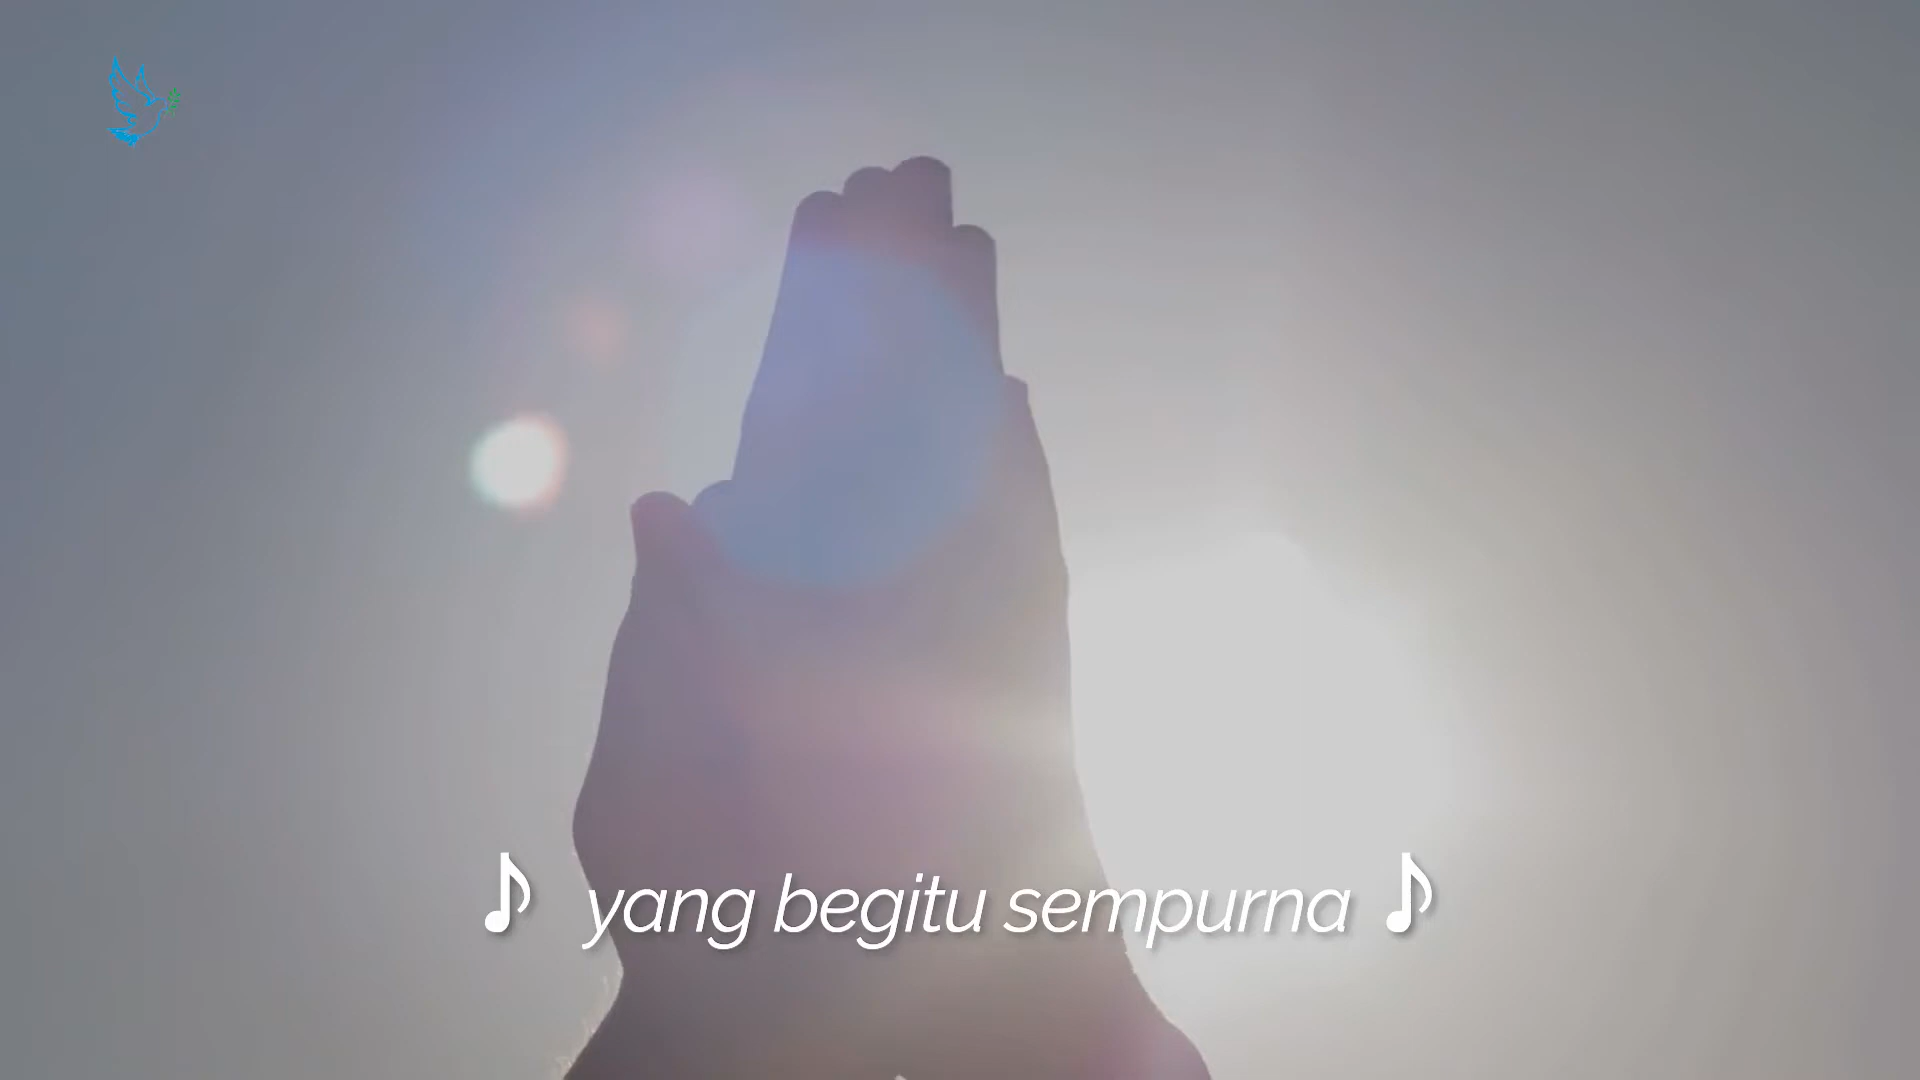 ♪ yang begitu sempurna ♪